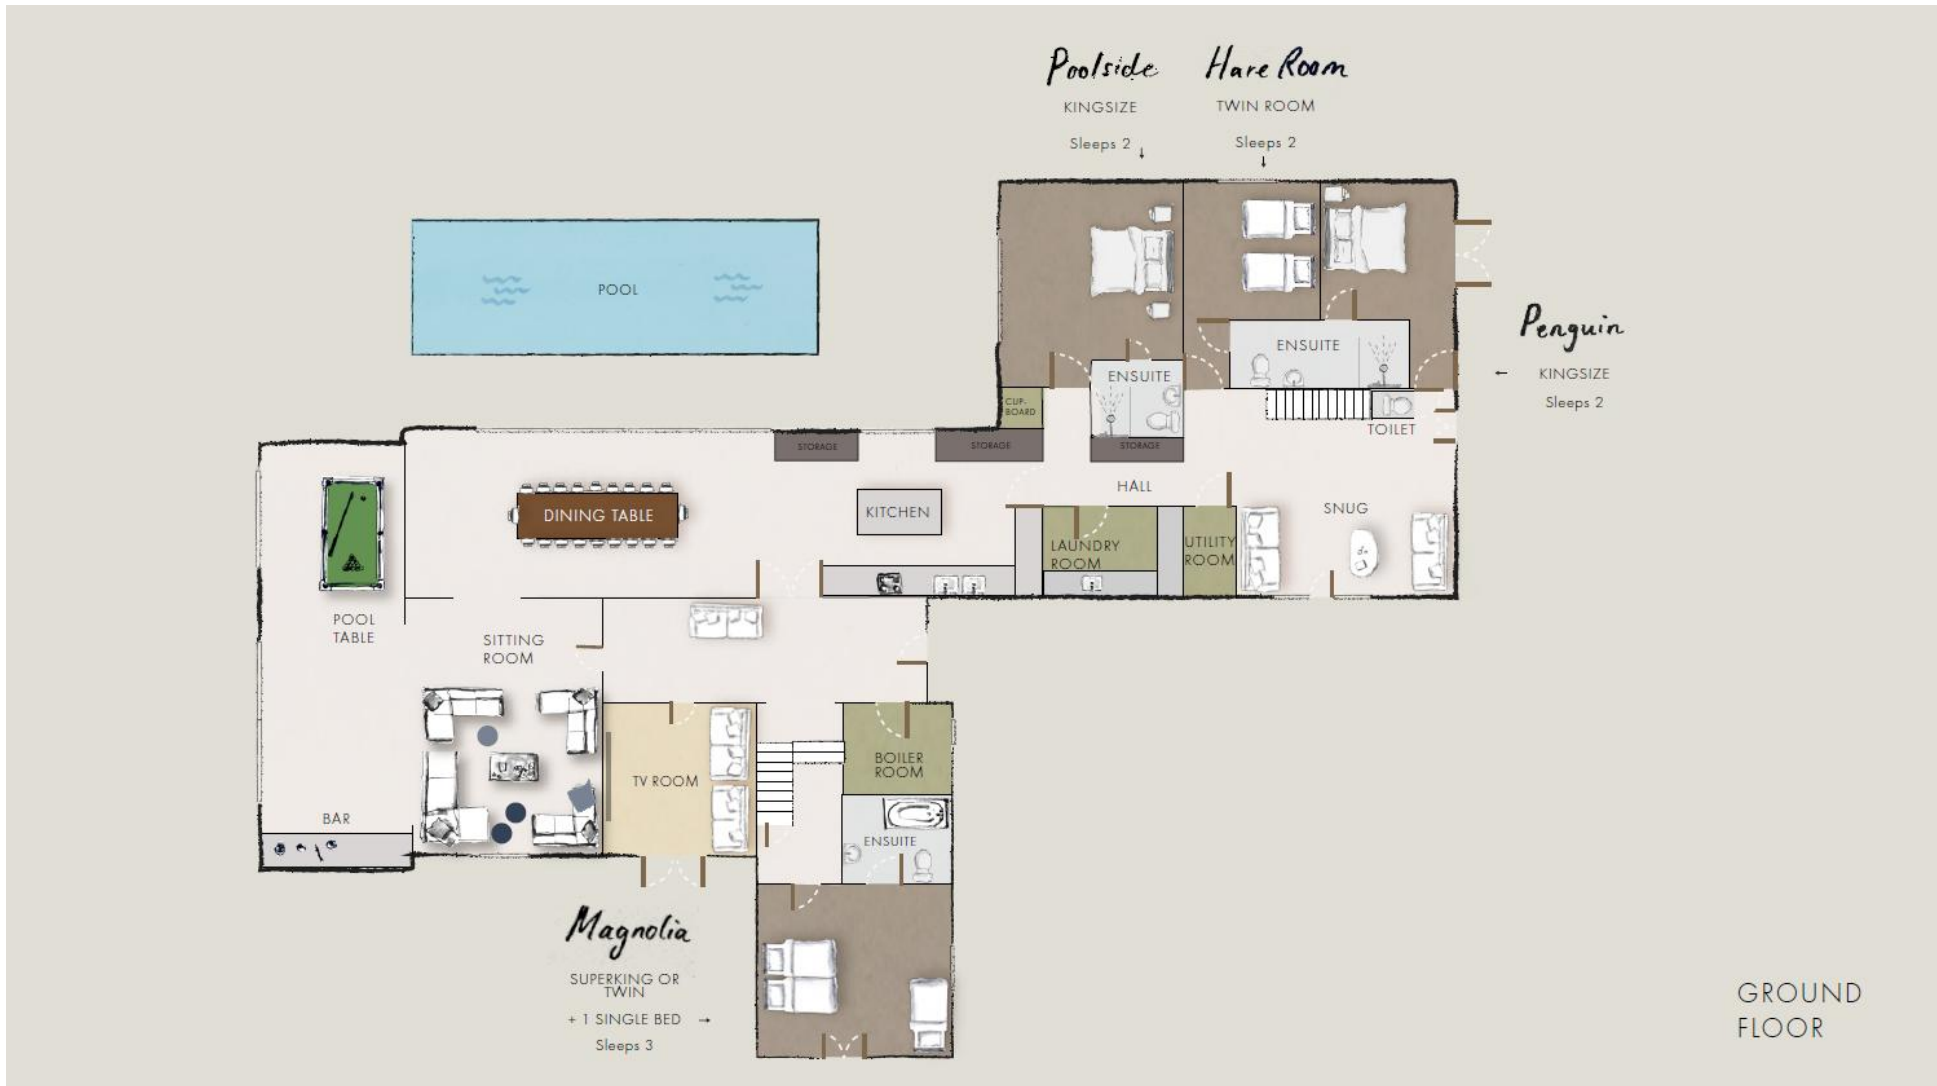 Poolside
KINGSIZE
Sleeps 2
Hare Room
TWIN ROOM
Sleeps 2
POOL
Penguin
KINGSIZE
Sleeps 2
ENSUITE
ENSUITE
CUP-
BOARD
TOILET
STORAGE
STORAGE
STORAGE
HALL
SNUG
DINING TABLE
KITCHEN
LAUNDRY
ROOM
UTILITY
ROOM
POOL
TABLE
SITTING
ROOM
TV ROOM
BOILER
ROOM
BAR
ENSUITE
Magnolia
SUPERKING OR
TWIN
+ 1 SINGLE BED
Sleeps 3
GROUND
FLOOR